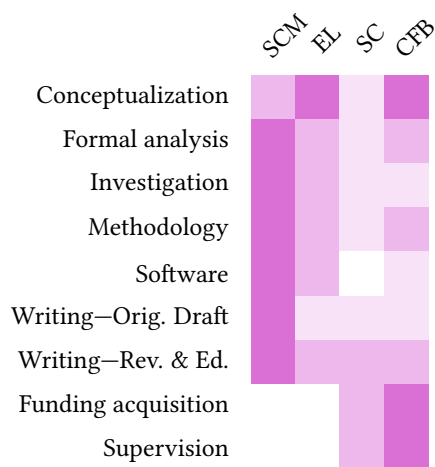 SCM EL SC CFB
Conceptualization
Formal analysis
Investigation
Methodology
Software
Writing—Orig. Draft
Writing—Rev. & Ed.
Funding acquisition
Supervision